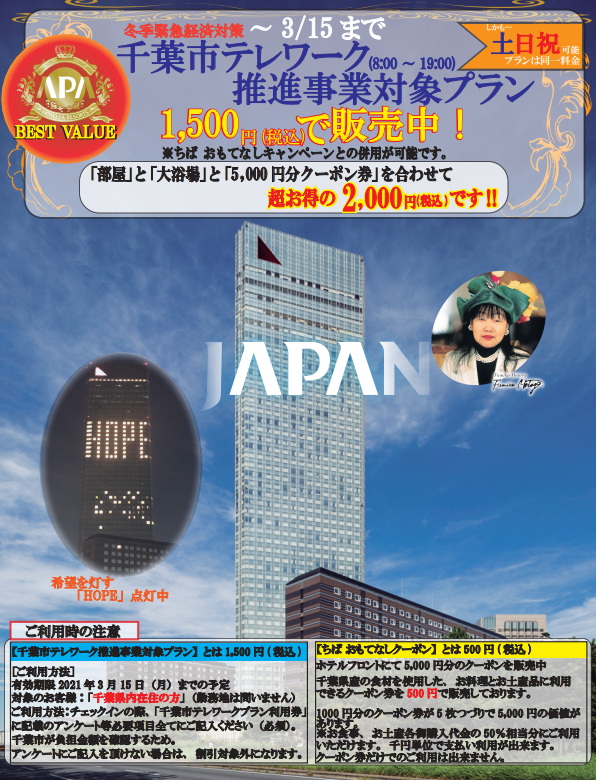 冬季緊急経済対策 ~ 3/15 まで
千葉市テレワーク(8:00 ~ 19:00)
推進事業対象プラン
しかも…
土日祝可能
プランは同一料金
APA
BEST VALUE
1,500円(税込)で販売中!
※ちば おもてなしキャンペーンとの併用が可能です。
「部屋」と「大浴場」と「5,000円分クーポン券」を合わせて
超お得の 2,000円(税込)です!!
JAPAN
HOPE
希望を灯す
「HOPE」点灯中
ご利用時の注意
【千葉市テレワーク推進事業対象プラン】とは1,500円(税込)
[ご利用方法]
有効期限 2021年3月15日(月)までの予定
対象のお客様:「千葉県内在住の方」(勤務地は問いません)
ご利用方法:チェックインの際、「千葉市テレワークプラン利用券」
に記載のアンケート等必要項目全てにご記入ください(必須)。
千葉市が負担金額を確認するため。
アンケートにご記入を頂けない場合は、割引対象外になります。
【ちば おもてなしクーポン】とは500円(税込)
ホテルフロントにて5,000円分のクーポンを販売中
千葉県産の食材を使用した、お料理とお土産品に利用
できるクーポン券を500円で販売しております。
1000円分のクーポン券が5枚つづりで5,000円の価値が
あります。
※お食事、お土産各御購入代金の50%相当分にご利用
いただけます。千円単位で支払い利用が出来ます。
クーポン券だけでのご利用は出来ません。